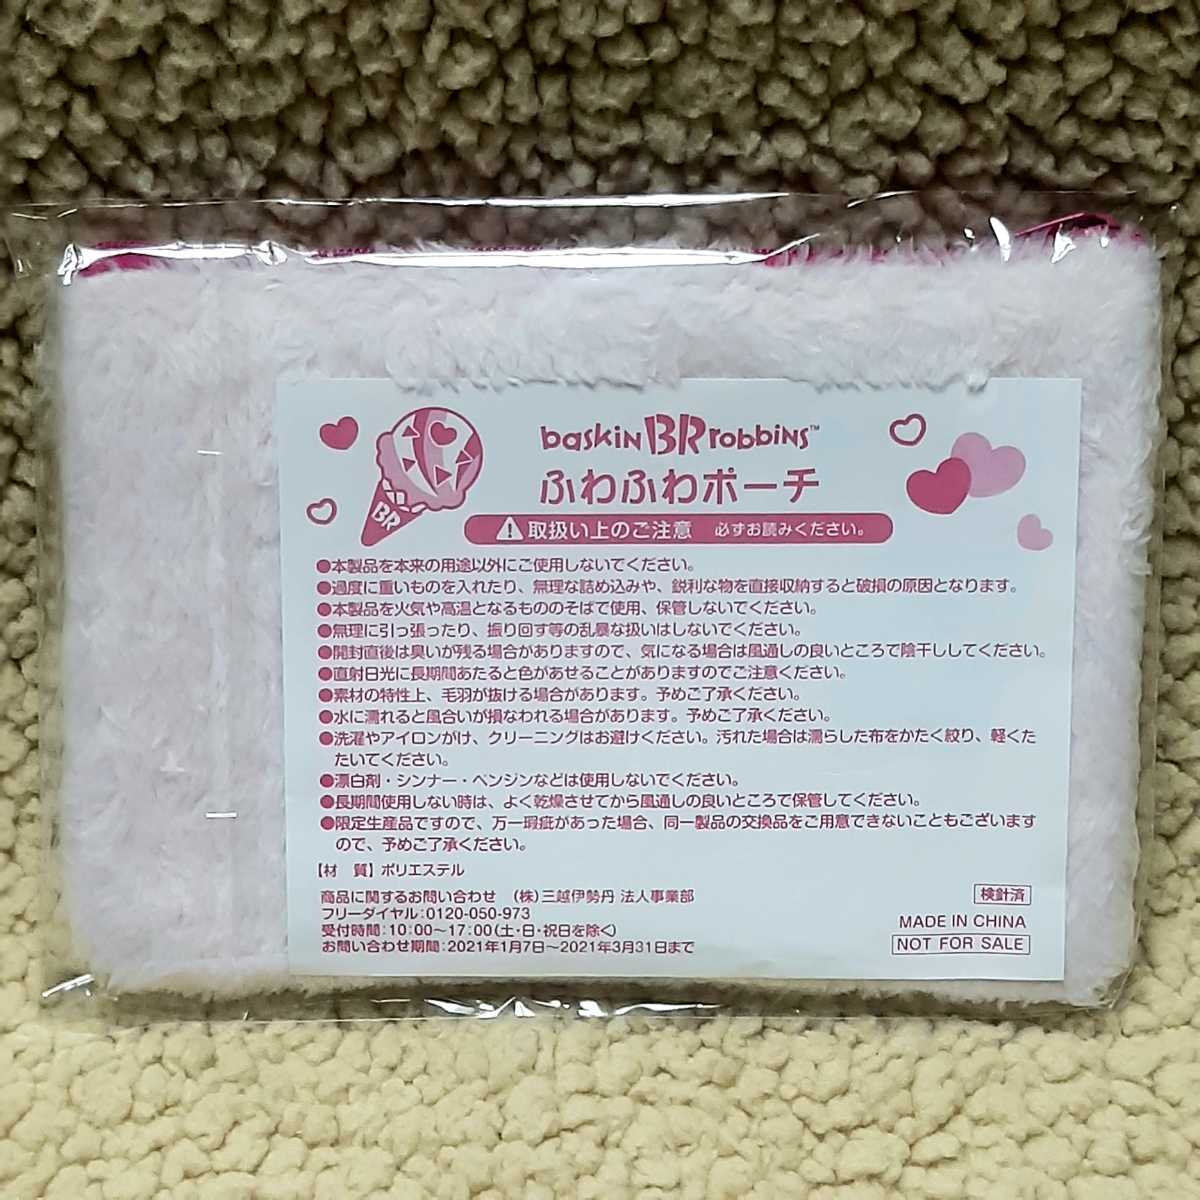 baskin BR robbins™
BR
ふわふわポーチ
取扱い上のご注意 必ずお読みください。
●本製品を本来の用途以外にご使用しないでください。
●過度に重いものを入れたり、無理な詰め込みや、鋭利な物を直接収納すると破損の原因となります。
●本製品を火気や高温となるもののそばで使用、保管しないでください。
●無理に引っ張ったり、振り回す等の乱暴な扱いはしないでください。
●開封直後は臭いが残る場合がありますので、気になる場合は風通しの良いところで陰干ししてください。
●直射日光に長期間あたると色があせることがありますのでご注意ください。
●素材の特性上、毛羽が抜ける場合があります。予めご了承ください。
●水に濡れると風合いが損なわれる場合があります。予めご了承ください。
●洗濯やアイロンがけ、クリーニングはお避けください。汚れた場合は濡らした布をかたく絞り、軽くた
たいてください。
●漂白剤・シンナー・ベンジンなどは使用しないでください。
●長期間使用しない時は、よく乾燥させてから風通しの良いところで保管してください。
●限定生産品ですので、万一瑕疵があった場合、同一製品の交換品をご用意できないこともございます
ので、予めご了承ください。
【材 質】ポリエステル
商品に関するお問い合わせ (株)三越伊勢丹 法人事業部
フリーダイヤル:0120-050-973
受付時間:10:00〜17:00(土・日・祝日を除く)
お問い合わせ期間:2021年1月7日〜2021年3月31日まで
検針済
MADE IN CHINA
NOT FOR SALE